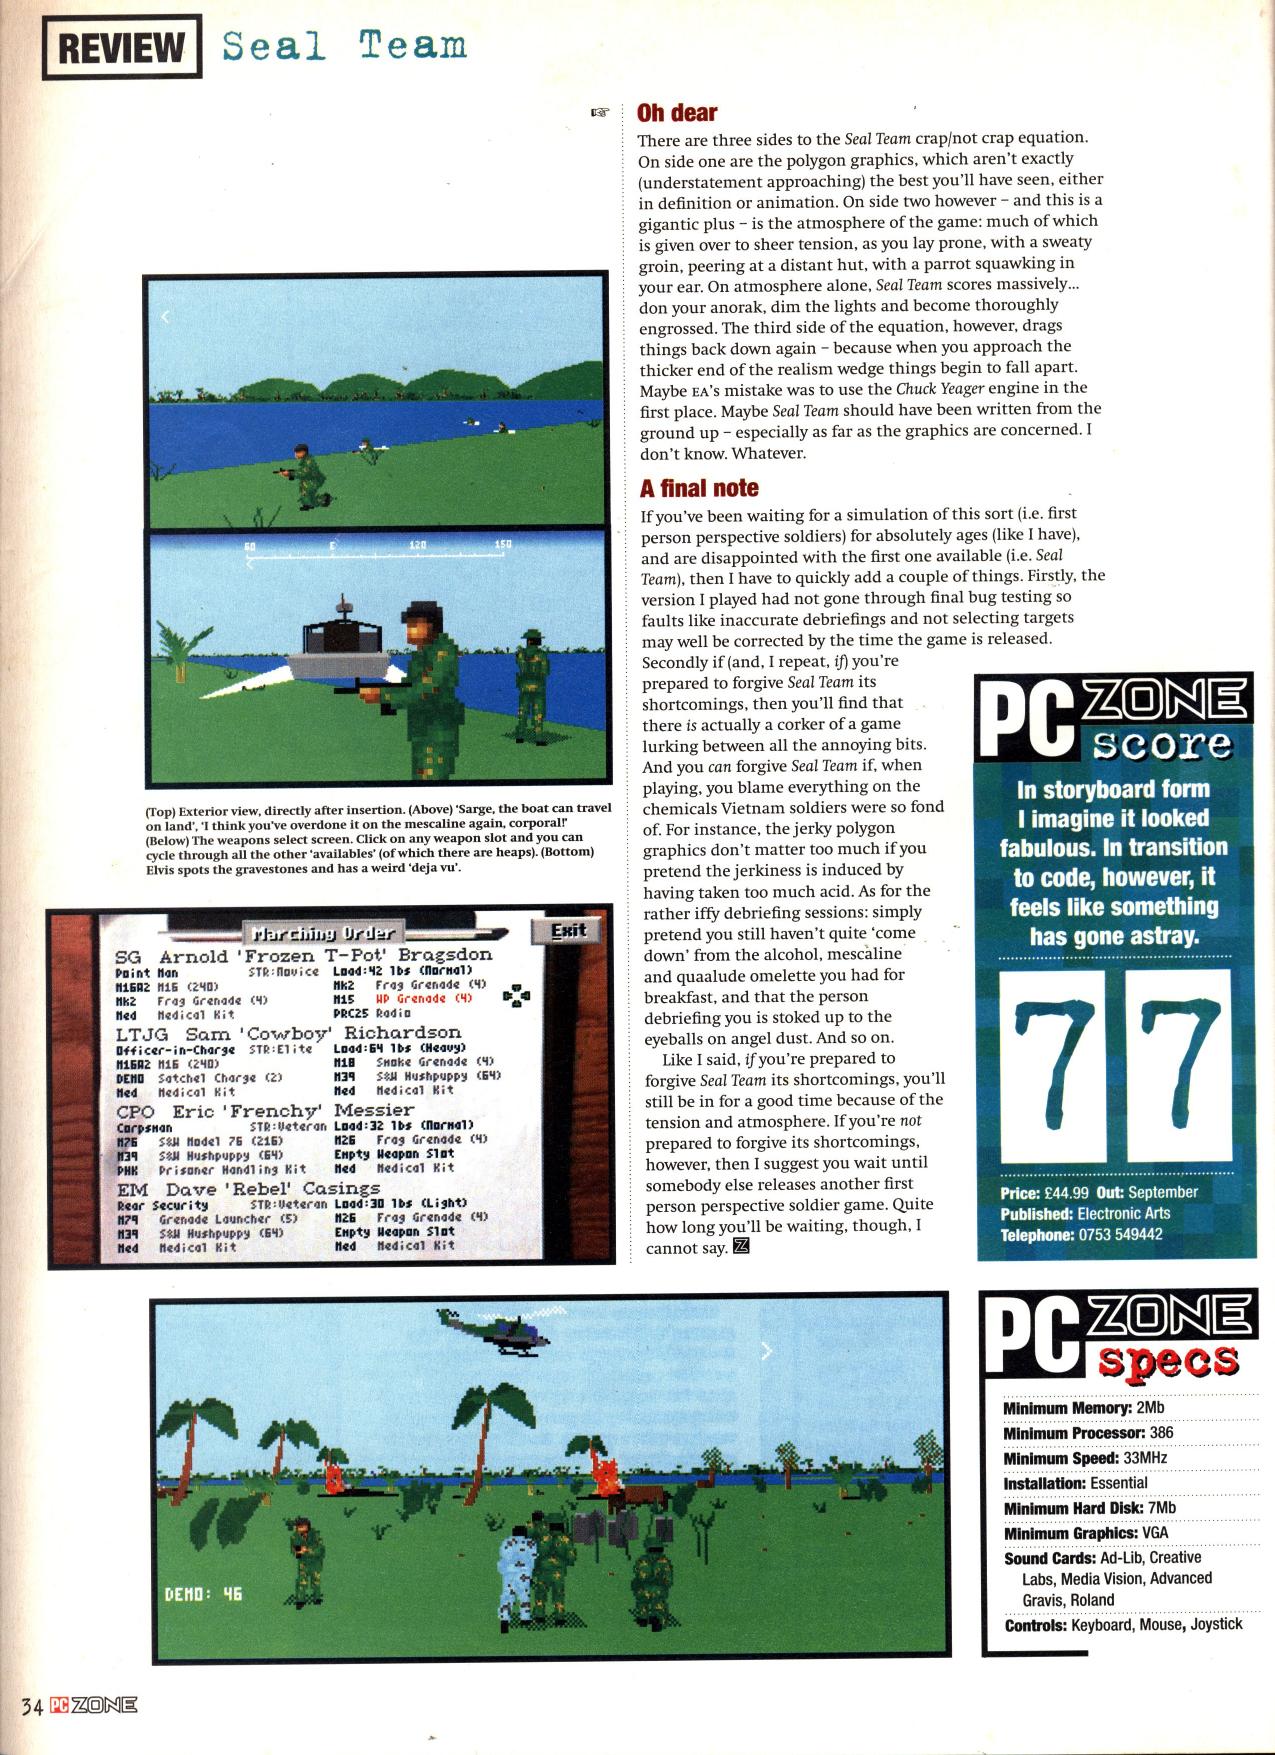 REVIEW Seal Team
Oh dear
There are three sides to the Seal Team crap/not crap equation.
On side one are the polygon graphics, which aren't exactly
(understatement approaching) the best you'll have seen, either
in definition or animation. On side two however – and this is a
gigantic plus – is the atmosphere of the game: much of which
is given over to sheer tension, as you lay prone, with a sweaty
groin, peering at a distant hut, with a parrot squawking in
your ear. On atmosphere alone, Seal Team scores massively...
don your anorak, dim the lights and become thoroughly
engrossed. The third side of the equation, however, drags
things back down again – because when you approach the
thicker end of the realism wedge things begin to fall apart.
Maybe EA's mistake was to use the Chuck Yeager engine in the
first place. Maybe Seal Team should have been written from the
ground up – especially as far as the graphics are concerned. I
don't know. Whatever.
A final note
If you've been waiting for a simulation of this sort (i.e. first
person perspective soldiers) for absolutely ages (like I have),
and are disappointed with the first one available (i.e. Seal
Team), then I have to quickly add a couple of things. Firstly, the
version I played had not gone through final bug testing so
faults like inaccurate debriefings and not selecting targets
may well be corrected by the time the game is released.
Secondly if (and, I repeat, if) you're
prepared to forgive Seal Team its
shortcomings, then you'll find that
there is actually a corker of a game
lurking between all the annoying bits.
And you can forgive Seal Team if, when
playing, you blame everything on the
chemicals Vietnam soldiers were so fond
of. For instance, the jerky polygon
graphics don't matter too much if you
pretend the jerkiness is induced by
having taken too much acid. As for the
rather iffy debriefing sessions: simply
pretend you still haven't quite 'come
down' from the alcohol, mescaline
and quaalude omelette you had for
breakfast, and that the person
debriefing you is stoked up to the
eyeballs on angel dust. And so on.
Like I said, if you're prepared to
forgive Seal Team its shortcomings, you'll
still be in for a good time because of the
tension and atmosphere. If you're not
prepared to forgive its shortcomings,
however, then I suggest you wait until
somebody else releases another first
person perspective soldier game. Quite
how long you'll be waiting, though, I
cannot say. Z
60 E 120 150
(Top) Exterior view, directly after insertion. (Above) 'Sarge, the boat can travel
on land', 'I think you've overdone it on the mescaline again, corporal!'
(Below) The weapons select screen. Click on any weapon slot and you can
cycle through all the other 'availables' (of which there are heaps). (Bottom)
Elvis spots the gravestones and has a weird 'deja vu'.
Marching Order Exit
SG Arnold 'Frozen T-Pot' Bragsdon
Point Man STR:Novice Load:42 lbs (Normal)
M16A2 M16 (240) Mk2 Frag Grenade (4)
Mk2 Frag Grenade (4) M15 WP Grenade (4)
Med Medical Kit PRC25 Radio
LTJG Sam 'Cowboy' Richardson
Officer-in-Charge STR:Elite Load:64 lbs (Heavy)
M16A2 M16 (240) M18 Smoke Grenade (4)
DEMO Satchel Charge (2) M39 S&W Hushpuppy (64)
Med Medical Kit Med Medical Kit
CPO Eric 'Frenchy' Messier
Corpsman STR:Veteran Load:32 lbs (Normal)
M76 S&W Model 76 (216) M26 Frag Grenade (4)
M39 S&W Hushpuppy (64) Empty Weapon Slot
PHK Prisoner Handling Kit Med Medical Kit
EM Dave 'Rebel' Casings
Rear Security STR:Veteran Load:30 lbs (Light)
M79 Grenade Launcher (5) M26 Frag Grenade (4)
M39 S&W Hushpuppy (64) Empty Weapon Slot
Med Medical Kit Med Medical Kit
DEMO: 46
PC ZONE
score
In storyboard form
I imagine it looked
fabulous. In transition
to code, however, it
feels like something
has gone astray.
77
Price: £44.99 Out: September
Published: Electronic Arts
Telephone: 0753 549442
PC ZONE
specs
Minimum Memory: 2Mb
Minimum Processor: 386
Minimum Speed: 33MHz
Installation: Essential
Minimum Hard Disk: 7Mb
Minimum Graphics: VGA
Sound Cards: Ad-Lib, Creative
Labs, Media Vision, Advanced
Gravis, Roland
Controls: Keyboard, Mouse, Joystick
34 PC ZONE